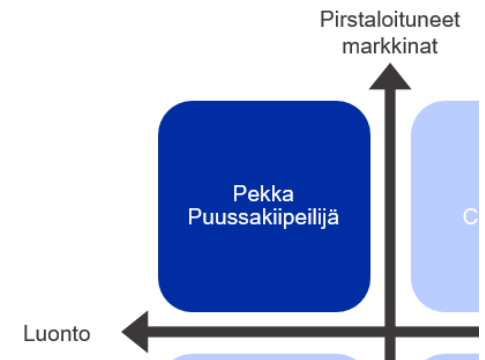 Pirstaloituneet
markkinat
Pekka
Puussakiipeilijä
C
Luonto